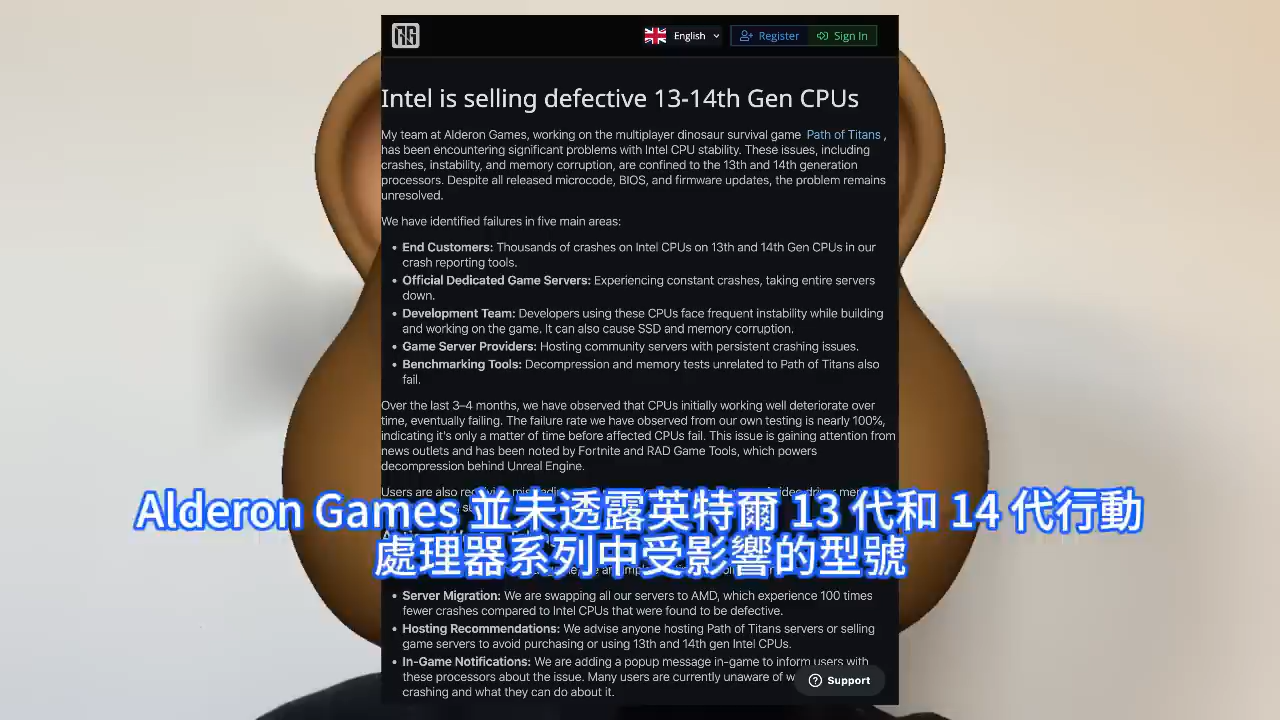 English
Register
Sign In
Intel is selling defective 13-14th Gen CPUs
My team at Alderon Games, working on the multiplayer dinosaur survival game Path of Titans ,
has been encountering significant problems with Intel CPU stability. These issues, including
crashes, instability, and memory corruption, are confined to the 13th and 14th generation
processors. Despite all released microcode, BIOS, and firmware updates, the problem remains
unresolved.
We have identified failures in five main areas:
• End Customers: Thousands of crashes on Intel CPUs on 13th and 14th Gen CPUs in our
crash reporting tools.
• Official Dedicated Game Servers: Experiencing constant crashes, taking entire servers
down.
• Development Team: Developers using these CPUs face frequent instability while building
and working on the game. It can also cause SSD and memory corruption.
• Game Server Providers: Hosting community servers with persistent crashing issues.
• Benchmarking Tools: Decompression and memory tests unrelated to Path of Titans also
fail.
Over the last 3–4 months, we have observed that CPUs initially working well deteriorate over
time, eventually failing. The failure rate we have observed from our own testing is nearly 100%,
indicating it's only a matter of time before affected CPUs fail. This issue is gaining attention from
news outlets and has been noted by Fortnite and RAD Game Tools, which powers
decompression behind Unreal Engine.
Users are also
Alderon Games 並未透露英特爾 13 代和 14 代行動
處理器系列中受影響的型號
• Server Migration: We are swapping all our servers to AMD, which experience 100 times
fewer crashes compared to Intel CPUs that were found to be defective.
• Hosting Recommendations: We advise anyone hosting Path of Titans servers or selling
game servers to avoid purchasing or using 13th and 14th gen Intel CPUs.
• In-Game Notifications: We are adding a popup message in-game to inform users with
these processors about the issue. Many users are currently unaware of
crashing and what they can do about it.
Support